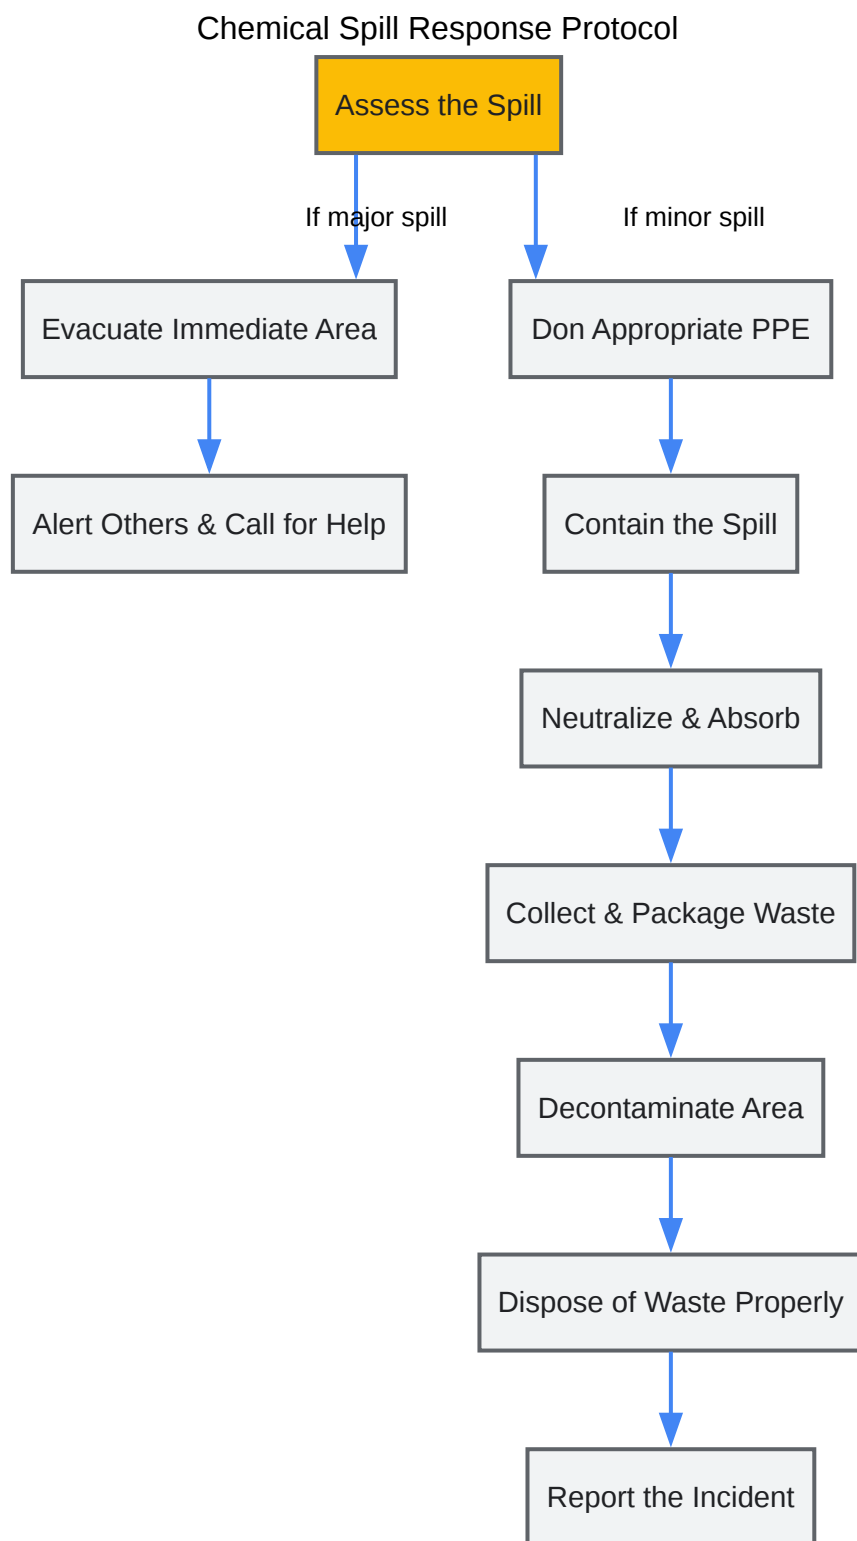 Chemical Spill Response Protocol
Assess the Spill
If major spill
If minor spill
Evacuate Immediate Area
Don Appropriate PPE
Alert Others & Call for Help
Contain the Spill
Neutralize & Absorb
Collect & Package Waste
Decontaminate Area
Dispose of Waste Properly
Report the Incident